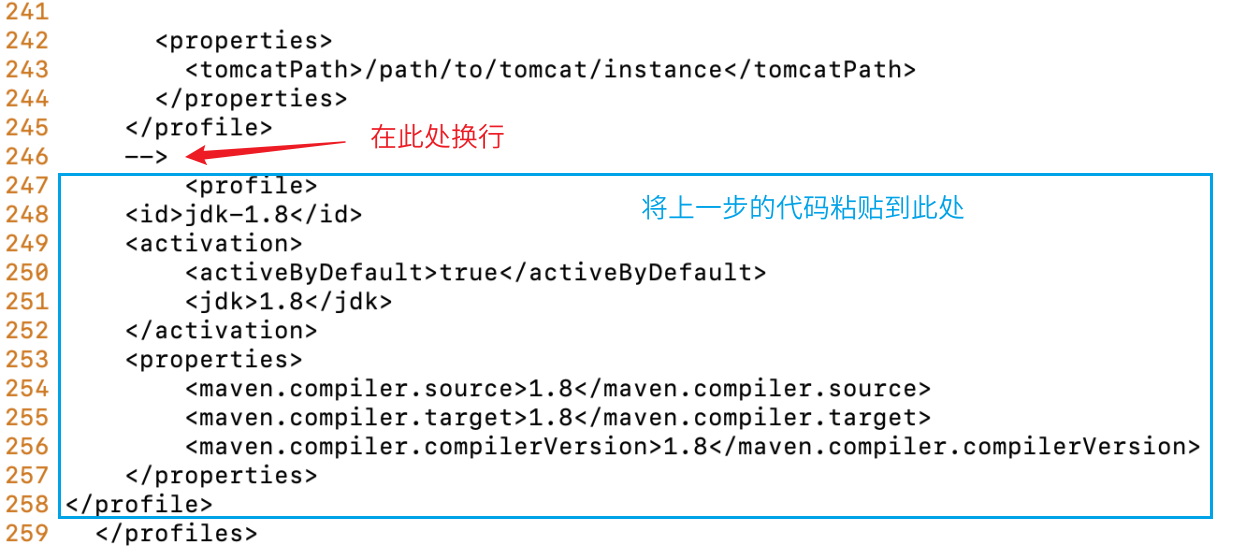 241
242       <properties>
243         <tomcatPath>/path/to/tomcat/instance</tomcatPath>
244       </properties>
245     </profile>
在此处换行
246     -->
247         <profile>
将上一步的代码粘贴到此处
248     <id>jdk-1.8</id>
249     <activation>
250         <activeByDefault>true</activeByDefault>
251         <jdk>1.8</jdk>
252     </activation>
253     <properties>
254         <maven.compiler.source>1.8</maven.compiler.source>
255         <maven.compiler.target>1.8</maven.compiler.target>
256         <maven.compiler.compilerVersion>1.8</maven.compiler.compilerVersion>
257     </properties>
258 </profile>
259   </profiles>